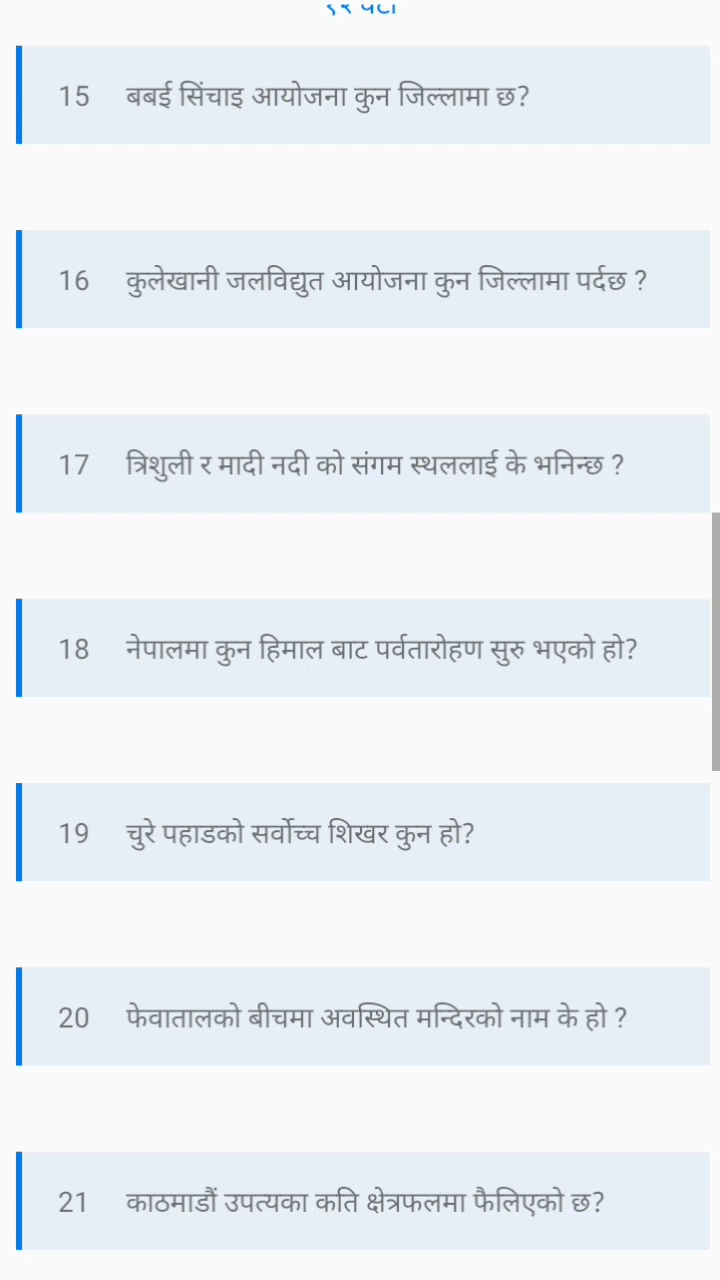 15 बबई सिंचाइ आयोजना कुन जिल्लामा छ?
16 कुलेखानी जलविद्युत आयोजना कुन जिल्लामा पर्दछ ?
17 त्रिशुली र मादी नदी को संगम स्थललाई के भनिन्छ ?
18 नेपालमा कुन हिमाल बाट पर्वतारोहण सुरु भएको हो?
19 चुरे पहाडको सर्वोच्च शिखर कुन हो?
20 फेवातालको बीचमा अवस्थित मन्दिरको नाम के हो ?
21 काठमाडौं उपत्यका कति क्षेत्रफलमा फैलिएको छ?